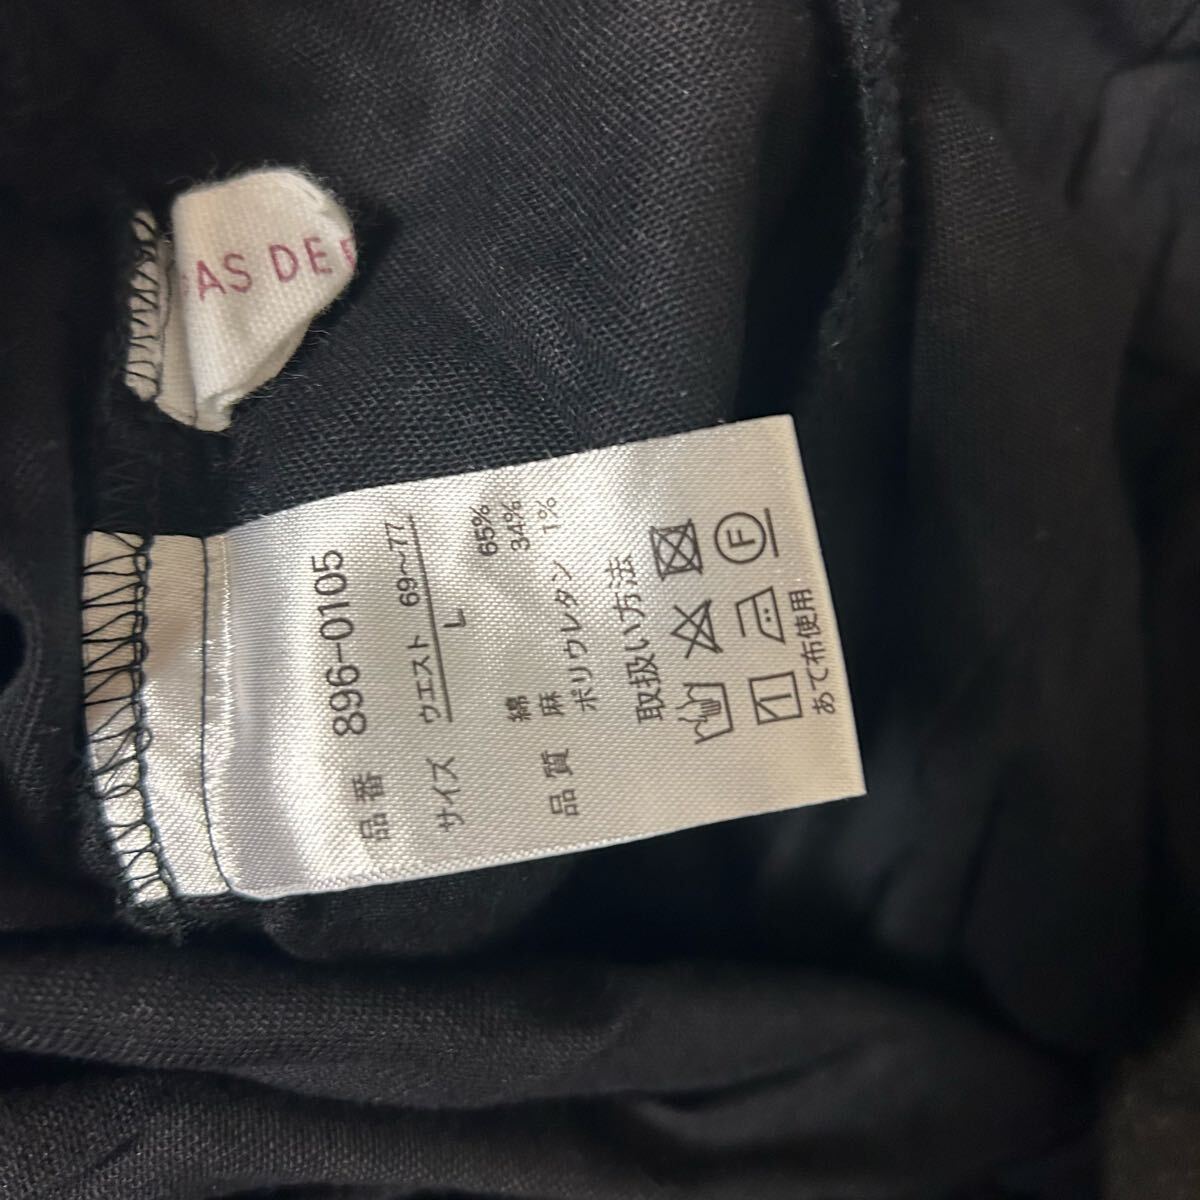 PAS DE
品番 896-0105
サイズ ウエスト 69~77
L
品質 綿 65%
麻 34%
ポリウレタン 1%
取扱い方法
F
あて布使用